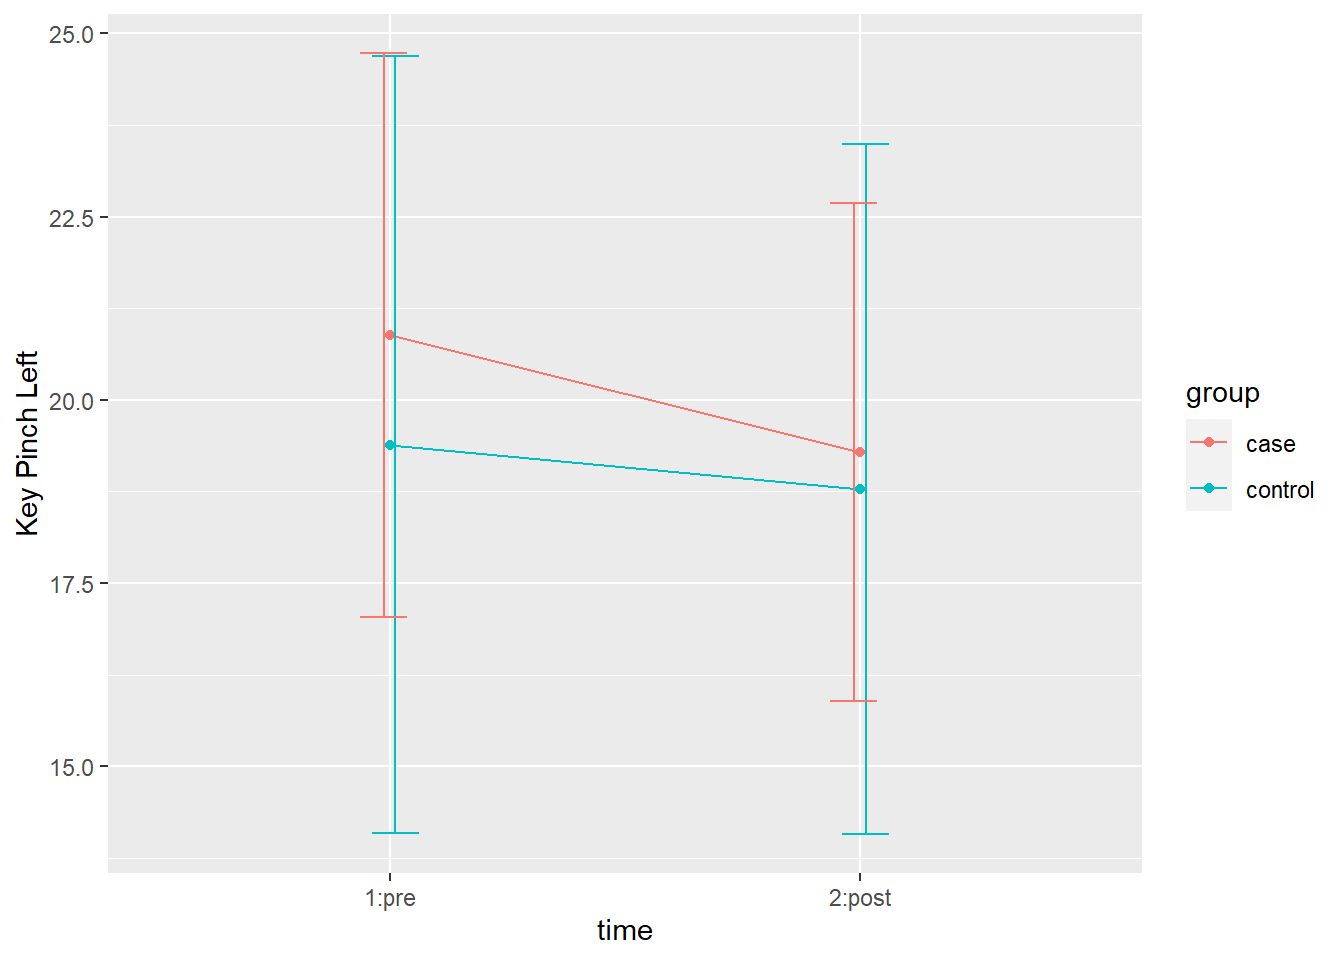 25.0
22.5
20.0
17.5
15.0
Key Pinch Left
1:pre
2:post
time
group
case
control